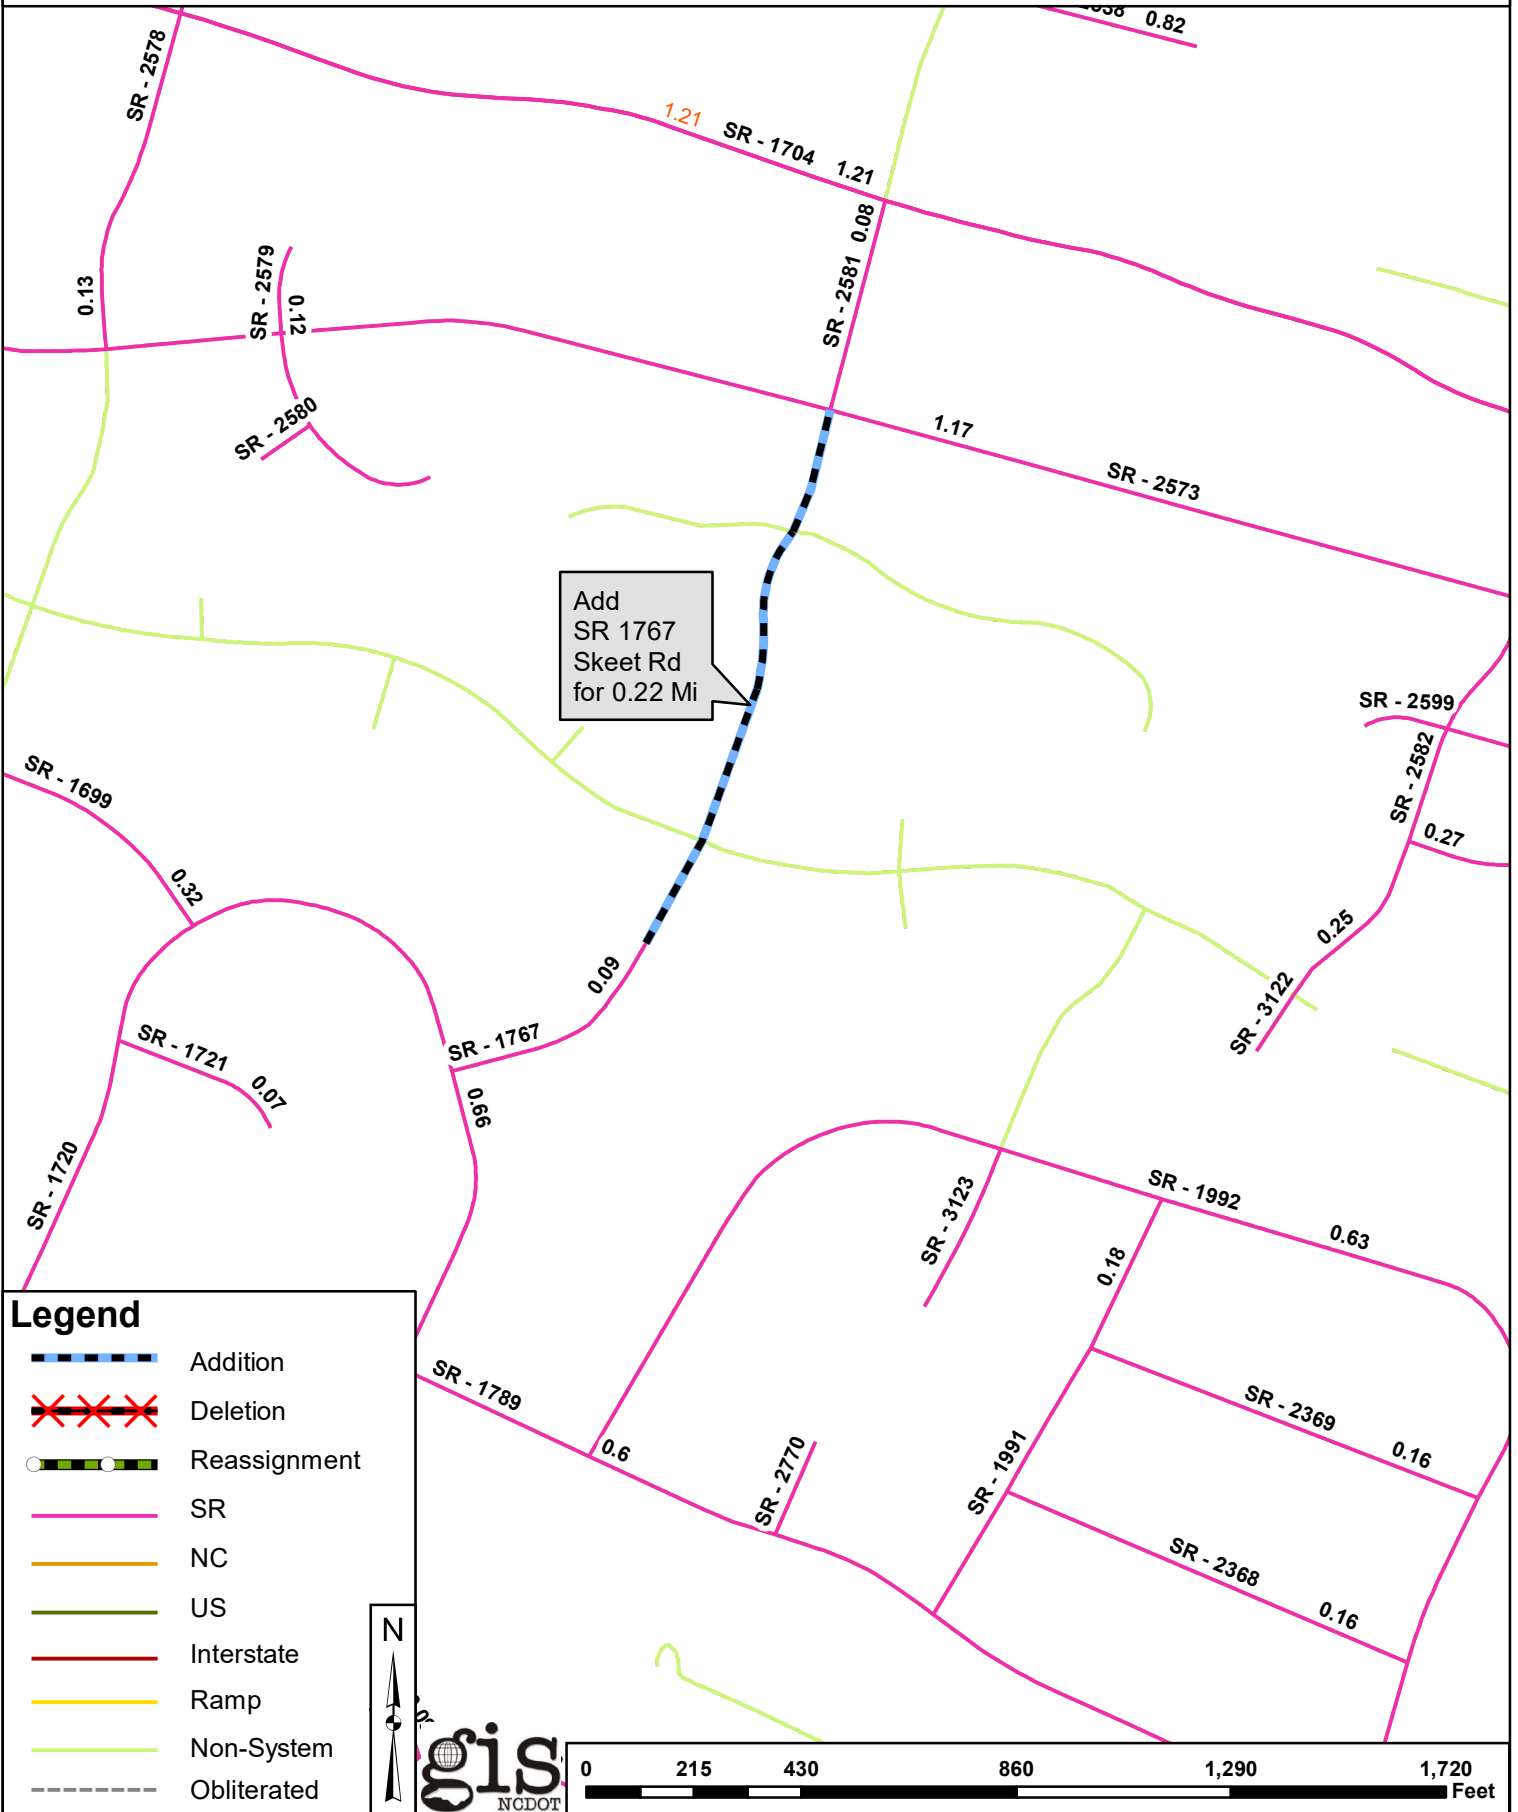 0.82
SR - 2578
1.21
SR - 1704 1.21
SR - 2581 0.08
0.13
SR - 2579
0.12
SR - 2580
1.17
SR - 2573
Add
SR 1767
Skeet Rd
for 0.22 Mi
SR - 2599
SR - 2582
0.27
SR - 1699
0.32
0.25
SR - 3122
0.09
SR - 1767
SR - 1721
0.07
0.66
SR - 1720
SR - 3123
SR - 1992
0.63
0.18
SR - 1789
0.6
SR - 2770
SR - 1991
SR - 2369
0.16
SR - 2368
0.16
Legend
Addition
Deletion
Reassignment
SR
NC
US
Interstate
Ramp
Non-System
Obliterated
N
gis
NCDOT
0 215 430 860 1,290 1,720
Feet